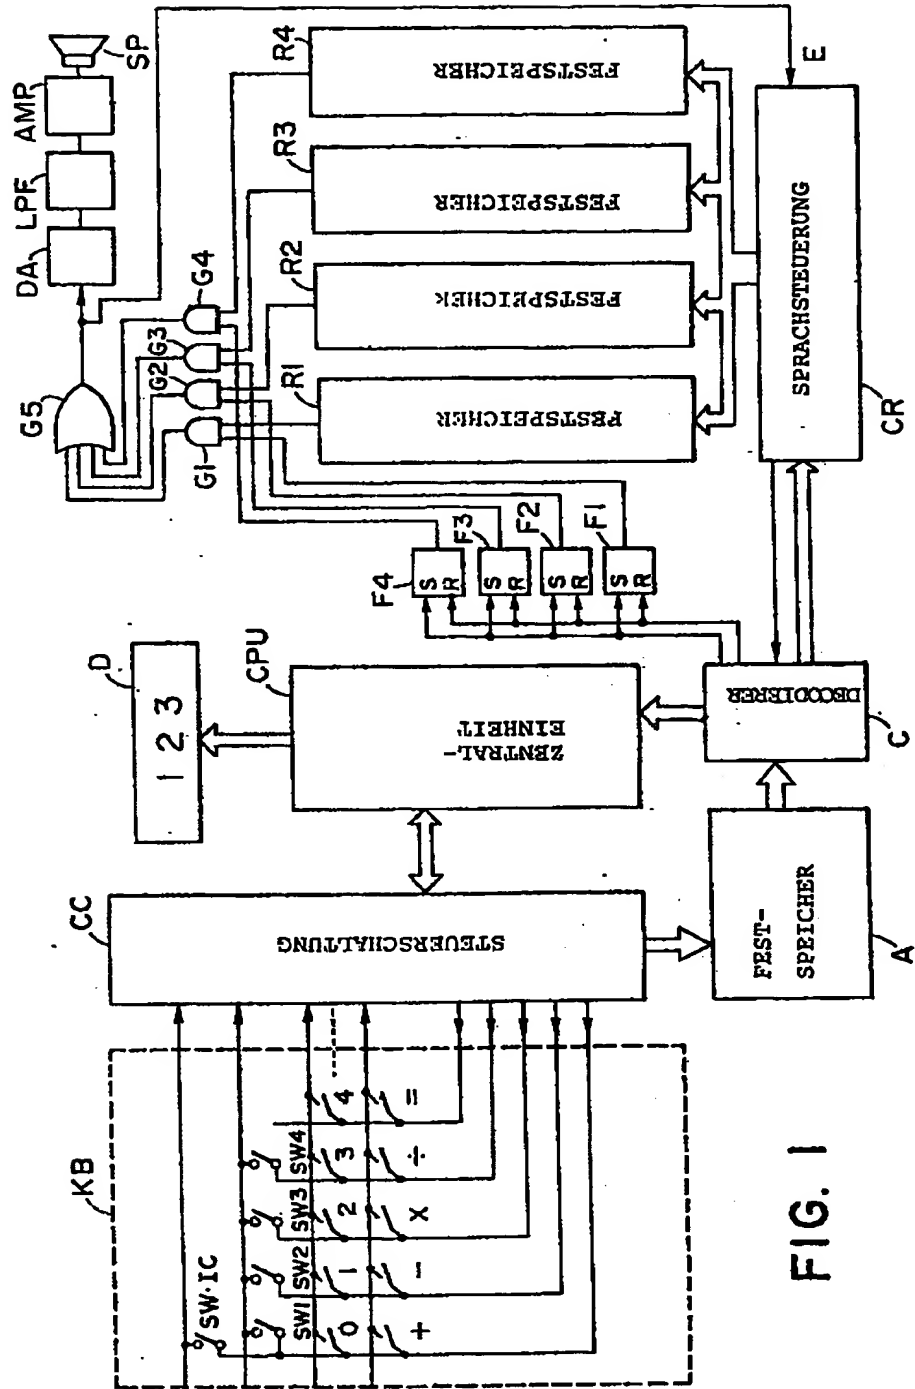 FIG. 1
KB
SW·IC
SW1
SW2
SW3
SW4
0
1
2
3
4
+
−
×
÷
=
CC
STEUERSCHALTUNG
FEST-
SPEICHER
A
D
1 2 3
CPU
ZENTRAL-
EINHEIT
DECODIERER
C
F4
S
R
F3
S
R
F2
S
R
F1
S
R
G1
G2
G3
G4
G5
DA
LPF
AMP
SP
R1
FESTSPEICHER
R2
FESTSPEICHER
R3
FESTSPEICHER
R4
FESTSPEICHER
SPRACHSTEUERUNG
CR
E